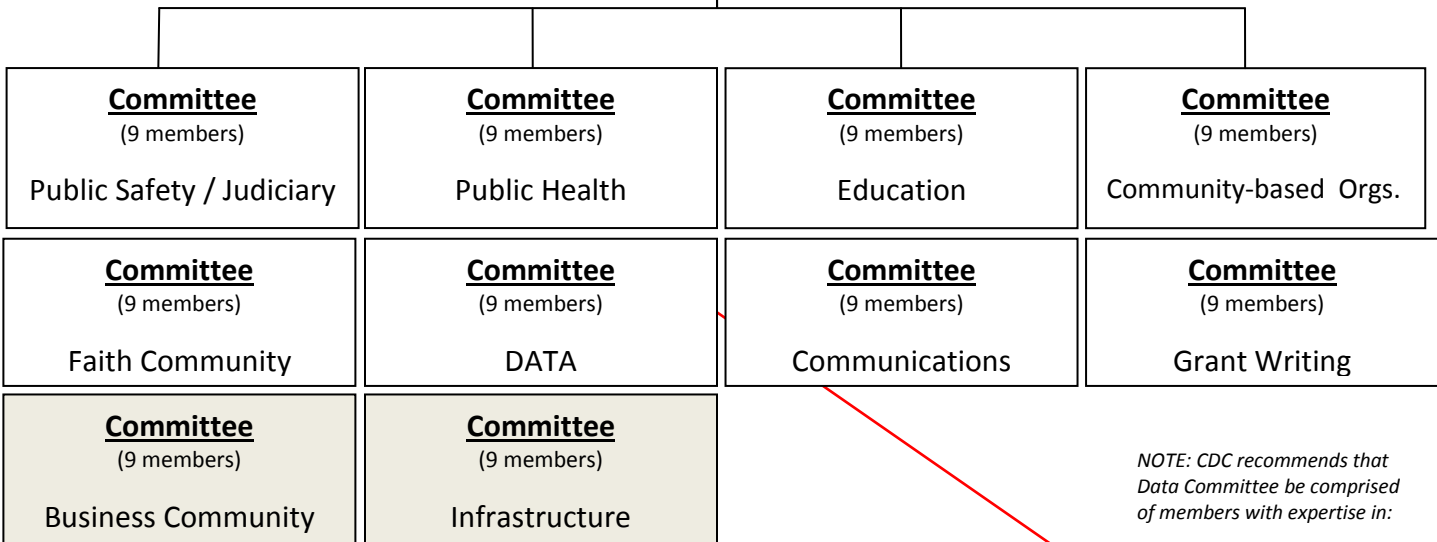 Committee
(9 members)
Public Safety / Judiciary
Committee
(9 members)
Public Health
Committee
(9 members)
Education
Committee
(9 members)
Community-based Orgs.
Committee
(9 members)
Faith Community
Committee
(9 members)
DATA
Committee
(9 members)
Communications
Committee
(9 members)
Grant Writing
Committee
(9 members)
Business Community
Committee
(9 members)
Infrastructure
NOTE: CDC recommends that
Data Committee be comprised
of members with expertise in: